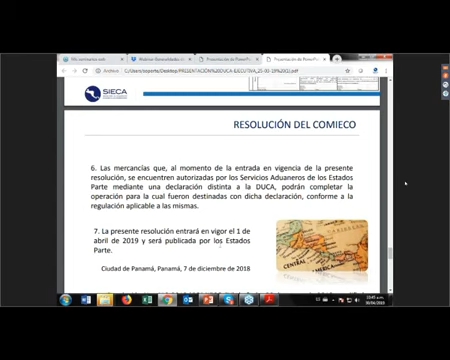 Archivo
SIECA
RESOLUCIÓN DEL COMIECO
6. Las mercancías que, al momento de la entrada en vigencia de la presente
resolución, se encuentren autorizadas por los Servicios Aduaneros de los Estados
Parte mediante una declaración distinta a la DUCA, podrán completar la
operación para la cual fueron destinadas con dicha declaración, conforme a la
regulación aplicable a las mismas.
7. La presente resolución entrará en vigor el 1 de
abril de 2019 y será publicada por los Estados
Parte.
CENTRAL AMERICA
Ciudad de Panamá, Panamá, 7 de diciembre de 2018